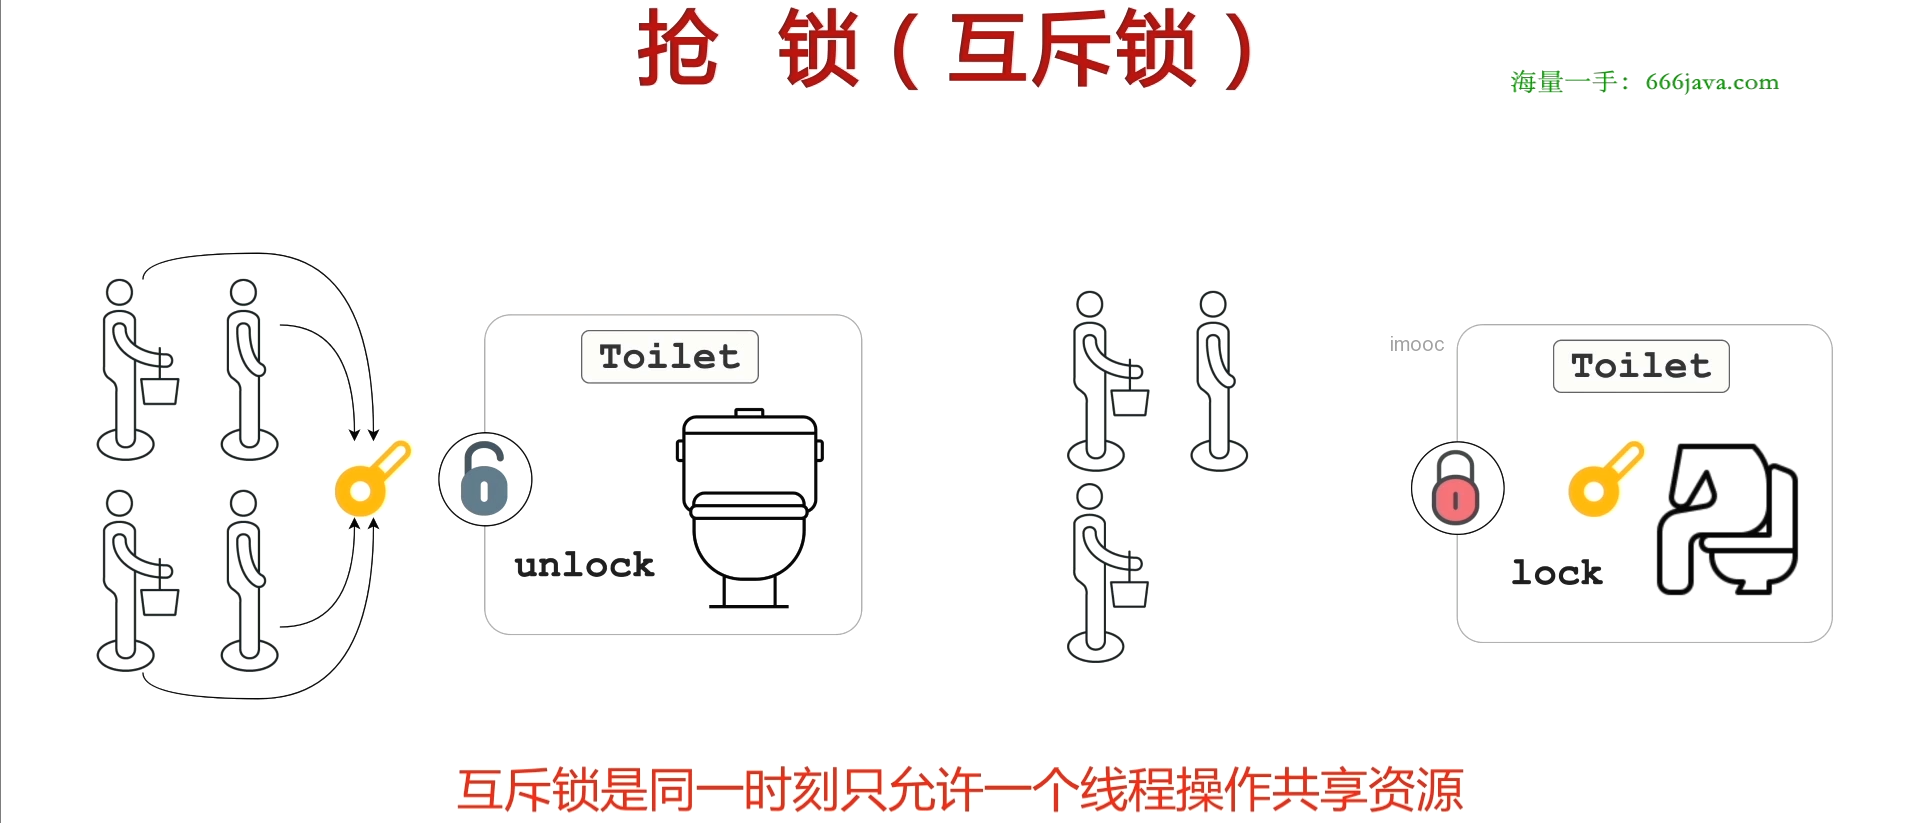 抢 锁（互斥锁）
海量一手：666java.com
Toilet
unlock
imooc
Toilet
lock
互斥锁是同一时刻只允许一个线程操作共享资源